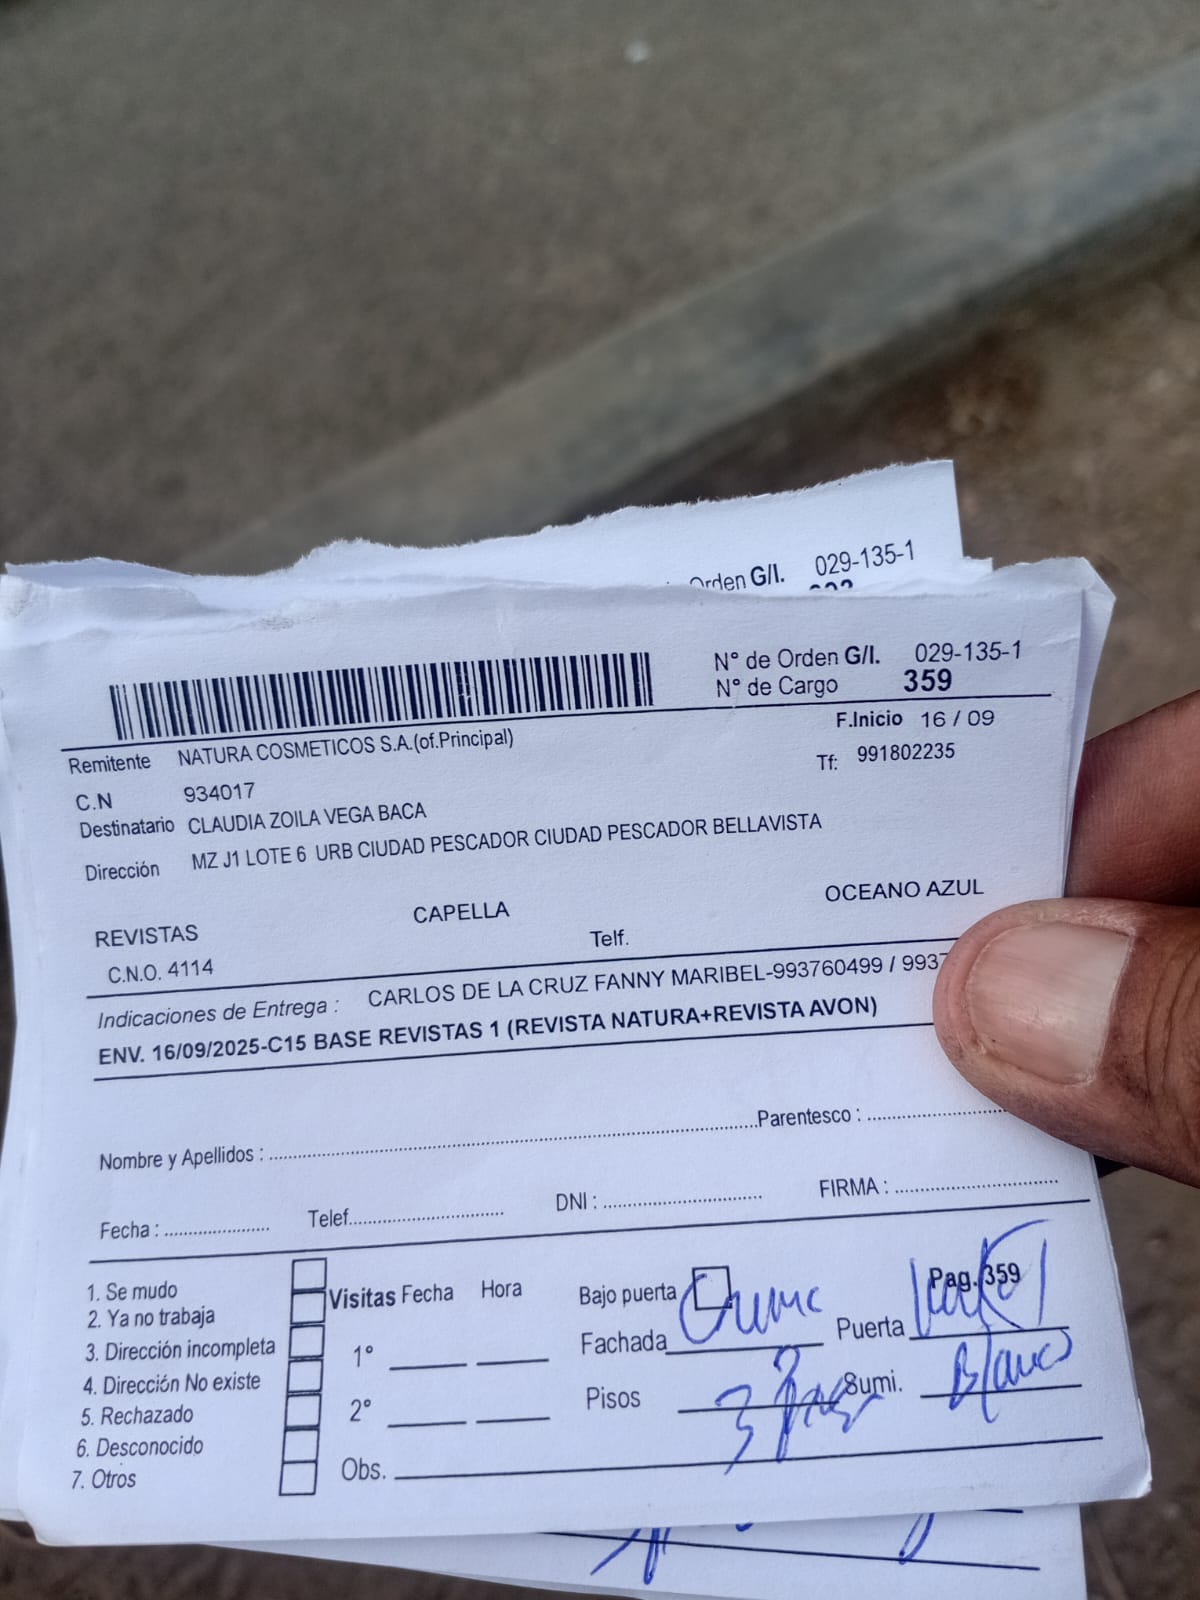 Orden G/I. 029-135-1
N° de Orden G/I. 029-135-1
N° de Cargo 359
F.Inicio 16 / 09
Remitente NATURA COSMETICOS S.A.(of.Principal)
Tf: 991802235
C.N 934017
Destinatario CLAUDIA ZOILA VEGA BACA
Dirección MZ J1 LOTE 6 URB CIUDAD PESCADOR CIUDAD PESCADOR BELLAVISTA
REVISTAS CAPELLA OCEANO AZUL
C.N.O. 4114 Telf.
Indicaciones de Entrega : CARLOS DE LA CRUZ FANNY MARIBEL-993760499 / 993
ENV. 16/09/2025-C15 BASE REVISTAS 1 (REVISTA NATURA+REVISTA AVON)
Nombre y Apellidos : Parentesco :
Fecha : Telef. DNI : FIRMA :
1. Se mudo
2. Ya no trabaja
3. Dirección incompleta
4. Dirección No existe
5. Rechazado
6. Desconocido
7. Otros
Visitas Fecha Hora
1°
2°
Obs.
Bajo puerta Pag. 359
Fachada Puerta
Pisos 3 Sumi. Blanco